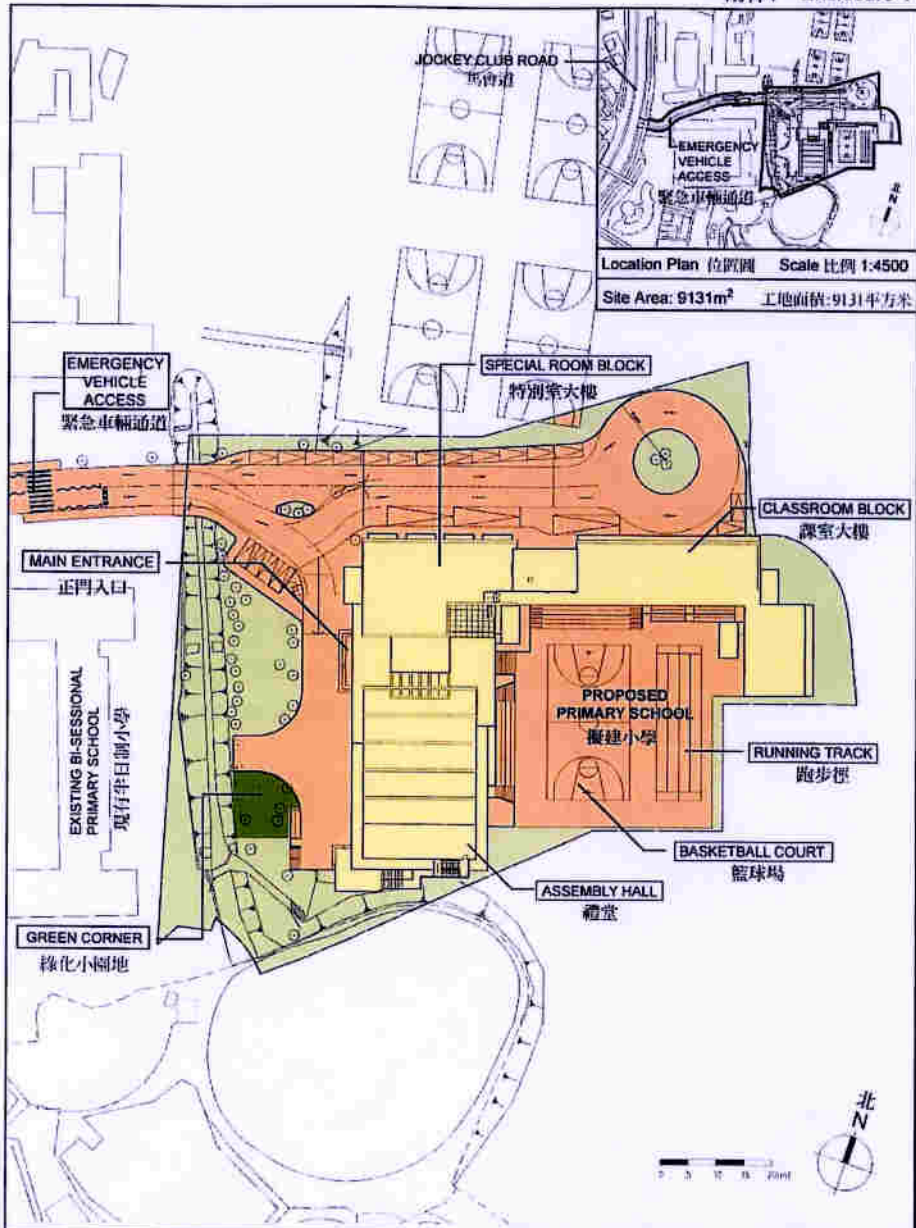 JOCKEY CLUB ROAD
馬會道
EMERGENCY
VEHICLE
ACCESS
緊急車輛通道
N
Location Plan 位置圖 Scale 比例 1:4500
Site Area: 9131m² 工地面積:9131平方米
EMERGENCY
VEHICLE
ACCESS
緊急車輛通道
SPECIAL ROOM BLOCK
特別室大樓
CLASSROOM BLOCK
課室大樓
MAIN ENTRANCE
正門入口
EXISTING BI-SESSIONAL
PRIMARY SCHOOL
現有半日制小學
PROPOSED
PRIMARY SCHOOL
擬建小學
RUNNING TRACK
跑步徑
BASKETBALL COURT
籃球場
ASSEMBLY HALL
禮堂
GREEN CORNER
綠化小園地
北
N